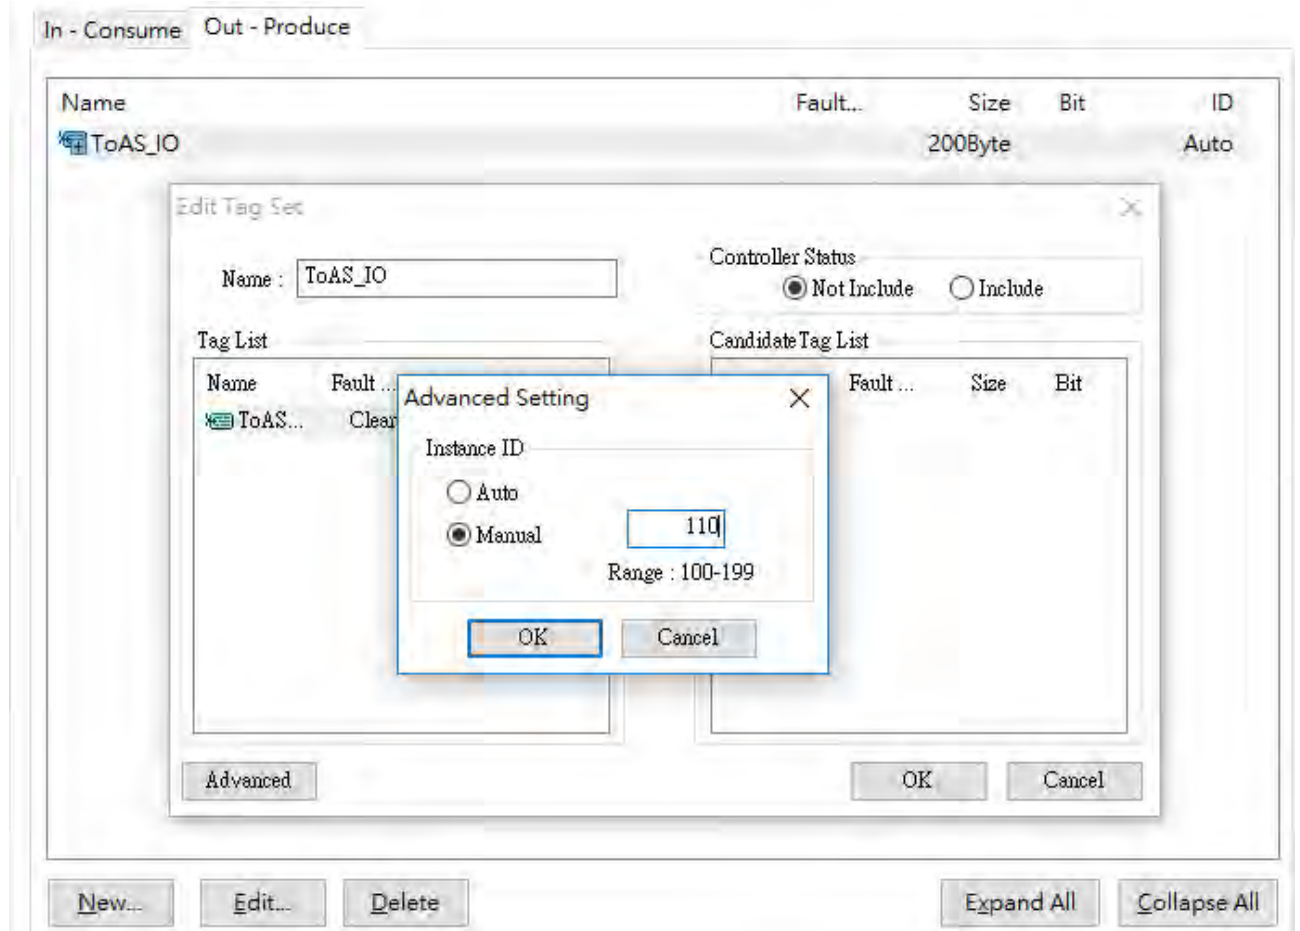 In - Consume Out - Produce
Name Fault... Size Bit ID
ToAS_IO 200Byte Auto
Edit Tag Set
Controller Status
Name : ToAS_IO Not Include Include
Tag List Candidate Tag List
Name Fault ... Fault ... Size Bit
ToAS... Clear
Advanced Setting
Instance ID
Auto
Manual 110
Range : 100-199
OK Cancel
Advanced OK Cancel
New... Edit... Delete Expand All Collapse All